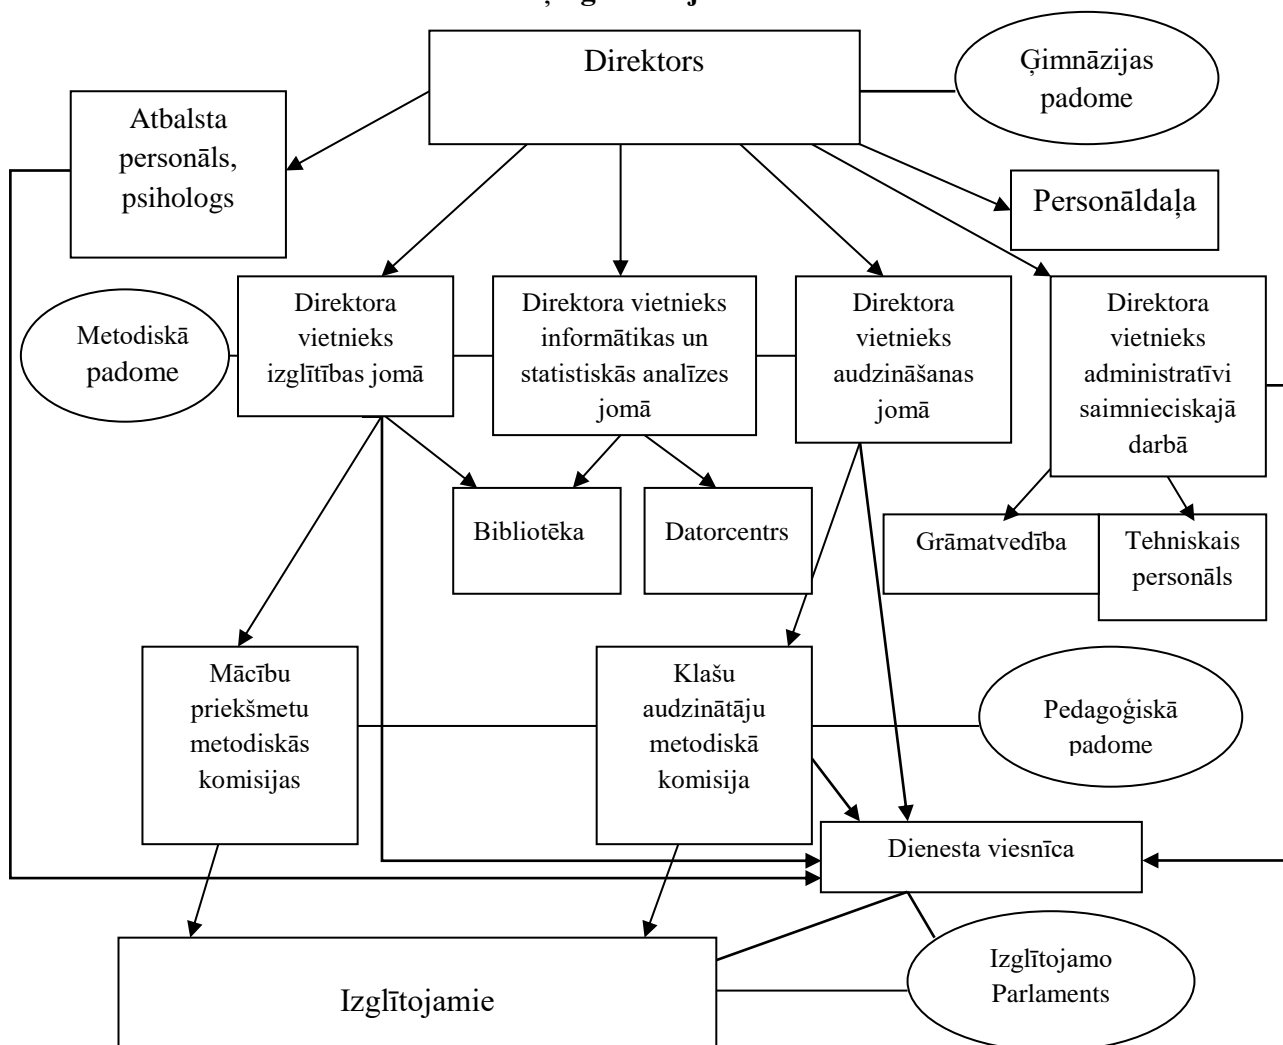 Direktors
Ģimnāzijas
padome
Atbalsta
personāls,
psihologs
Personāldaļa
Metodiskā
padome
Direktora
vietnieks
izglītības jomā
Direktora vietnieks
informātikas un
statistiskās analīzes
jomā
Direktora
vietnieks
audzināšanas
jomā
Direktora
vietnieks
administratīvi
saimnieciskajā
darbā
Bibliotēka
Datorcentrs
Grāmatvedība
Tehniskais
personāls
Mācību
priekšmetu
metodiskās
komisijas
Klašu
audzinātāju
metodiskā
komisija
Pedagoģiskā
padome
Dienesta viesnīca
Izglītojamie
Izglītojamo
Parlaments